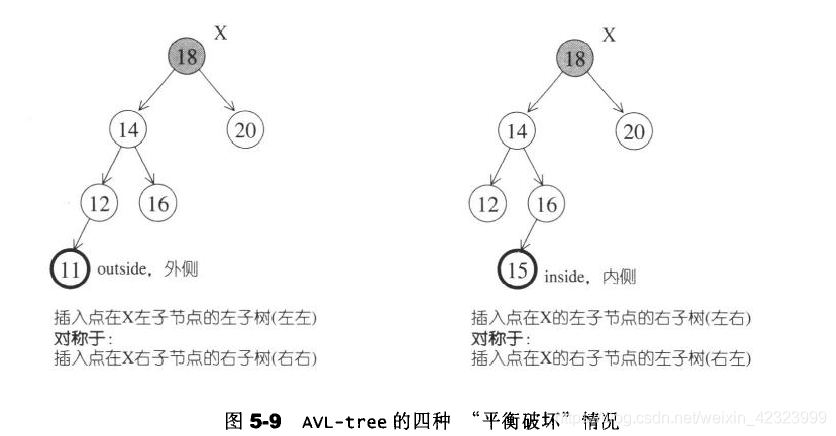 X
18
14
20
12
16
11
outside，外侧
插入点在X左子节点的左子树(左左)
对称于：
插入点在X右子节点的右子树(右右)
X
18
14
20
12
16
15
inside，内侧
插入点在X的左子节点的右子树(左右)
对称于：
插入点在X的右子节点的左子树(右左)
图 5-9 AVL-tree 的四种 “平衡破坏” 情况
https://blog.csdn.net/weixin_42323999